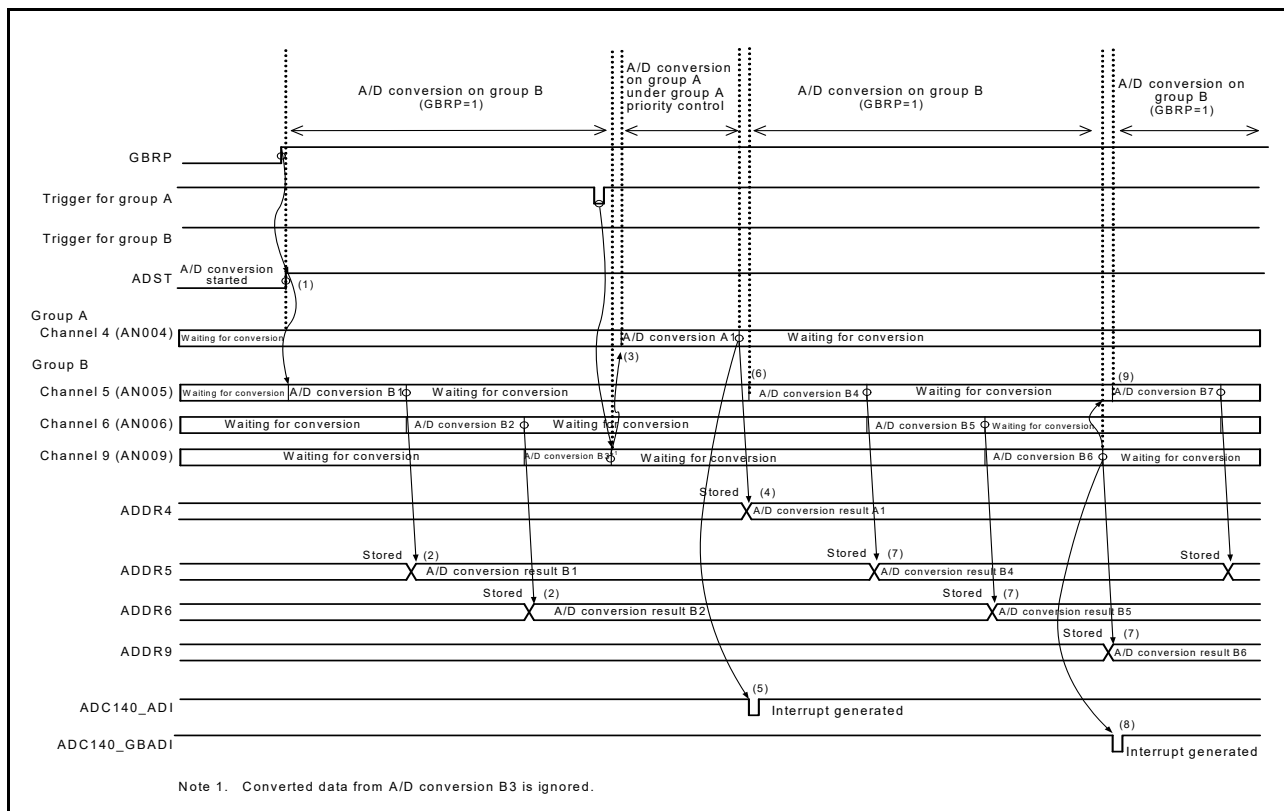 A/D conversion on group B
(GBRP=1)
A/D conversion
on group A
under group A
priority control
A/D conversion on group B
(GBRP=1)
A/D conversion on
group B
(GBRP=1)
GBRP
Trigger for group A
Trigger for group B
ADST
A/D conversion
started
(1)
Group A
Channel 4 (AN004)
Waiting for conversion
A/D conversion A1
Waiting for conversion
(3)
Group B
Channel 5 (AN005)
Waiting for conversion
A/D conversion B1
Waiting for conversion
(6)
A/D conversion B4
Waiting for conversion
(9)
A/D conversion B7
Channel 6 (AN006)
Waiting for conversion
A/D conversion B2
Waiting for conversion
A/D conversion B5
Waiting for conversion
Channel 9 (AN009)
Waiting for conversion
A/D conversion B3*1
Waiting for conversion
A/D conversion B6
Waiting for conversion
ADDR4
Stored
(4)
A/D conversion result A1
ADDR5
Stored
(2)
A/D conversion result B1
Stored
(7)
A/D conversion result B4
Stored
ADDR6
Stored
(2)
A/D conversion result B2
Stored
(7)
A/D conversion result B5
ADDR9
Stored
(7)
A/D conversion result B6
ADC140_ADI
(5)
Interrupt generated
ADC140_GBADI
(8)
Interrupt generated
Note 1. Converted data from A/D conversion B3 is ignored.